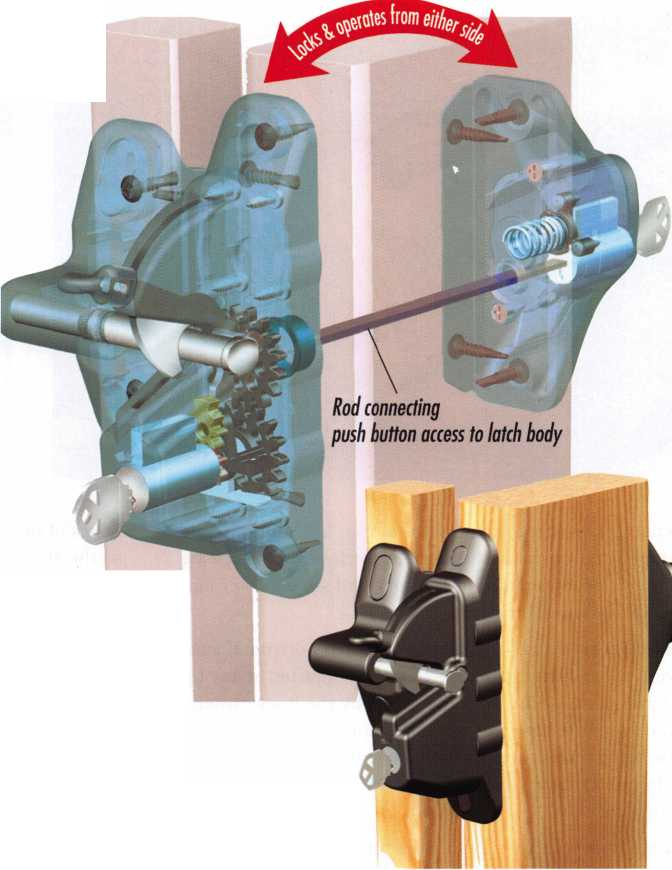 Locks & operates from either side
Rod connecting
push button access to latch body